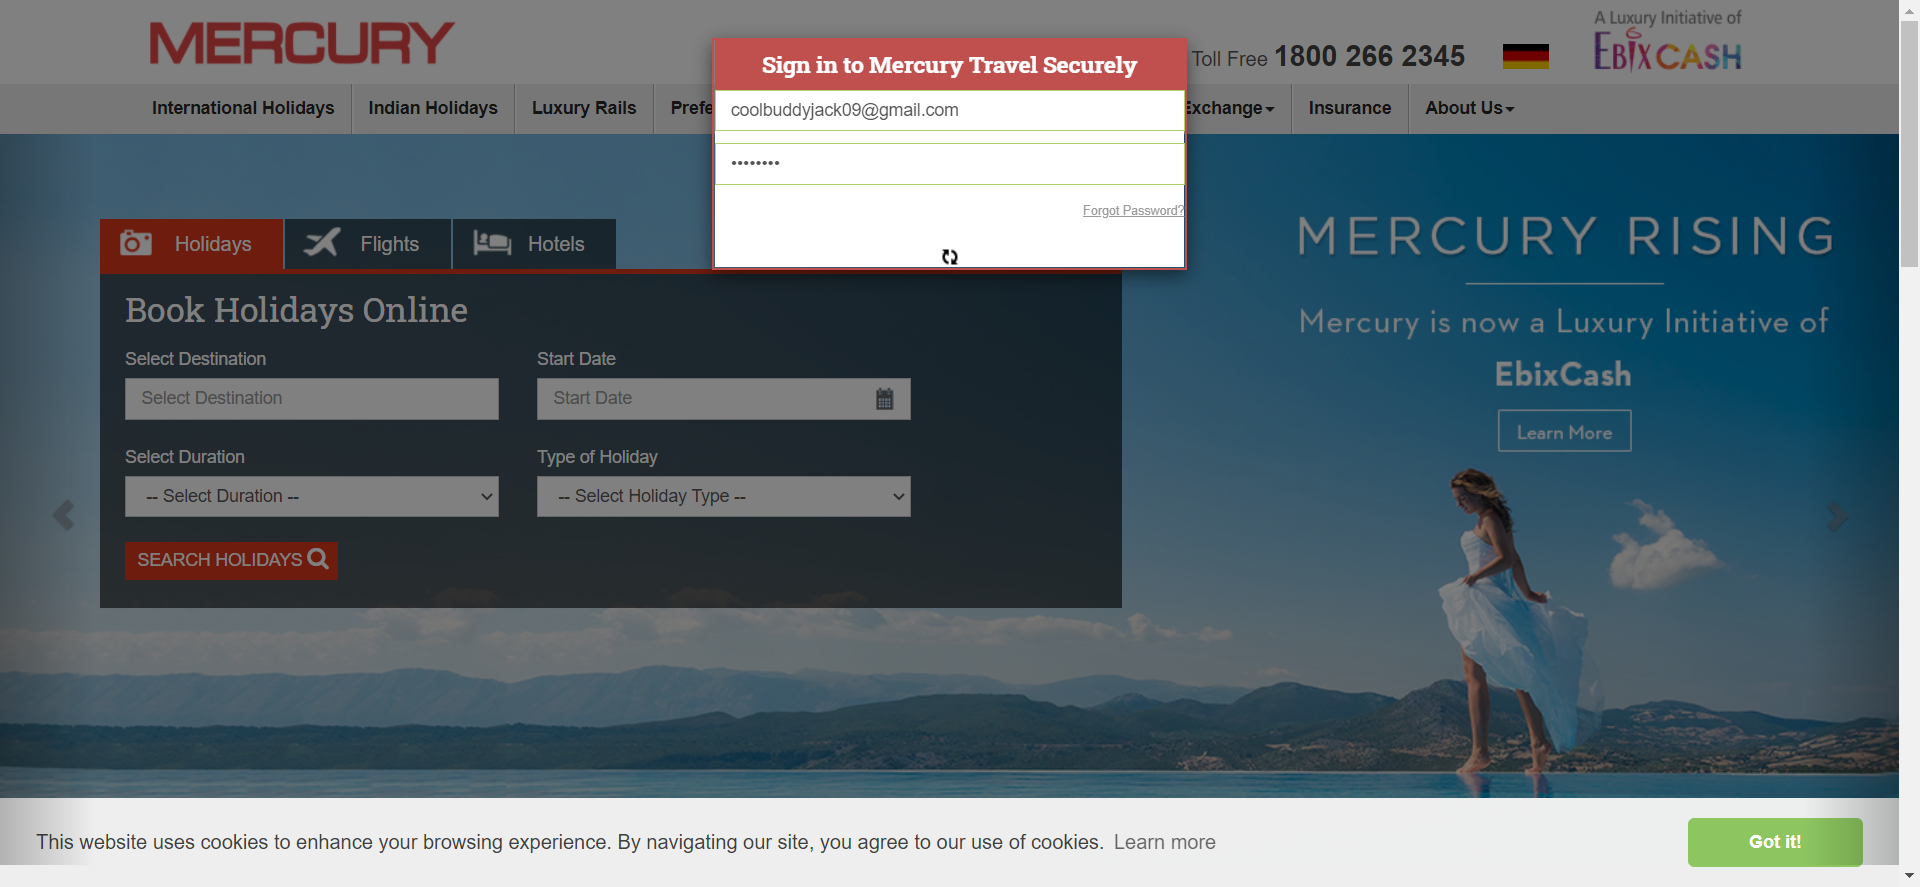 MERCURY
Toll Free 1800 266 2345
A Luxury Initiative of
EBIXCASH
International Holidays
Indian Holidays
Luxury Rails
Prefe
Exchange
Insurance
About Us
Sign in to Mercury Travel Securely
coolbuddyjack09@gmail.com
••••••••
Forgot Password?
Holidays
Flights
Hotels
Book Holidays Online
Select Destination
Start Date
Select Destination
Start Date
Select Duration
Type of Holiday
-- Select Duration --
-- Select Holiday Type --
SEARCH HOLIDAYS
MERCURY RISING
Mercury is now a Luxury Initiative of
EbixCash
Learn More
This website uses cookies to enhance your browsing experience. By navigating our site, you agree to our use of cookies. Learn more
Got it!